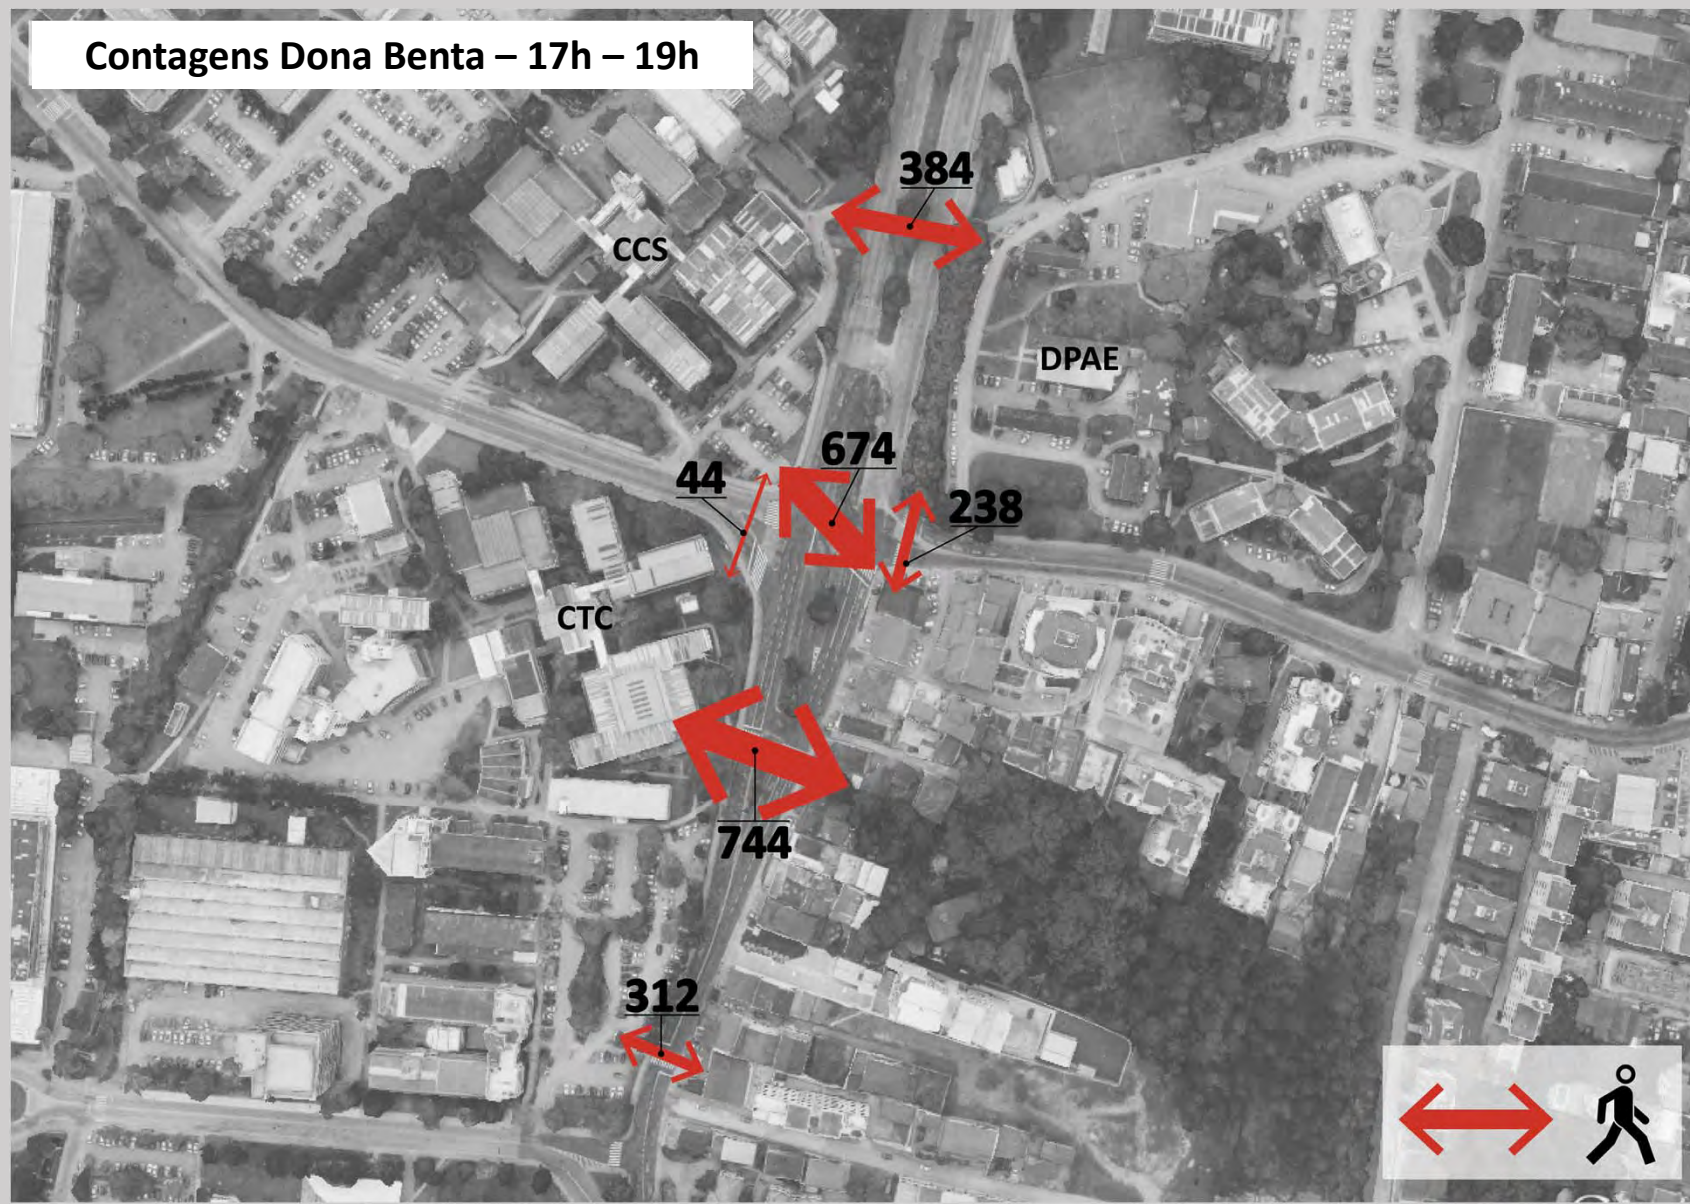 Contagens Dona Benta – 17h – 19h
384
CCS
DPAE
674
44
238
CTC
744
312